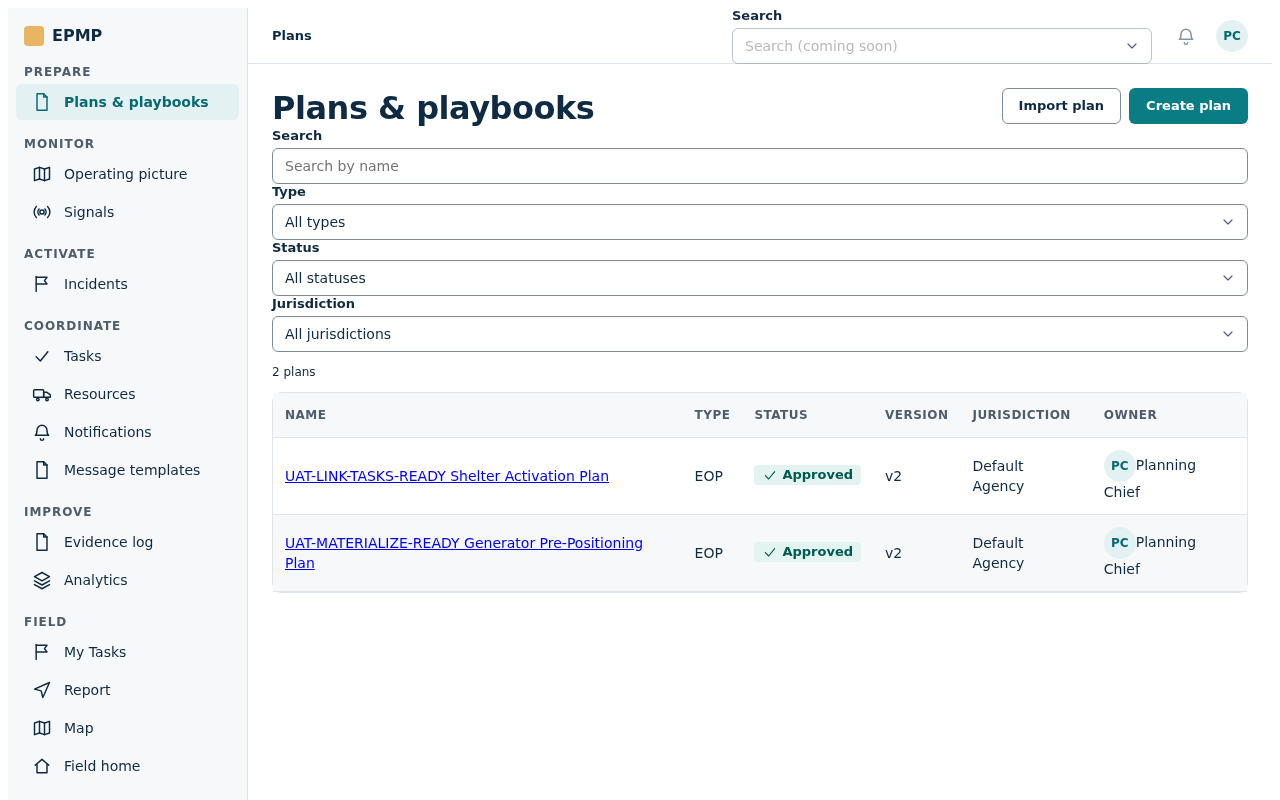 EPMP
PREPARE
Plans & playbooks
MONITOR
Operating picture
Signals
ACTIVATE
Incidents
COORDINATE
Tasks
Resources
Notifications
Message templates
IMPROVE
Evidence log
Analytics
FIELD
My Tasks
Report
Map
Field home
Plans
Search
Search (coming soon)
PC
Plans & playbooks
Import plan
Create plan
Search
Search by name
Type
All types
Status
All statuses
Jurisdiction
All jurisdictions
2 plans
NAME TYPE STATUS VERSION JURISDICTION OWNER
UAT-LINK-TASKS-READY Shelter Activation Plan EOP Approved v2 Default Agency PC Planning Chief
UAT-MATERIALIZE-READY Generator Pre-Positioning Plan EOP Approved v2 Default Agency PC Planning Chief